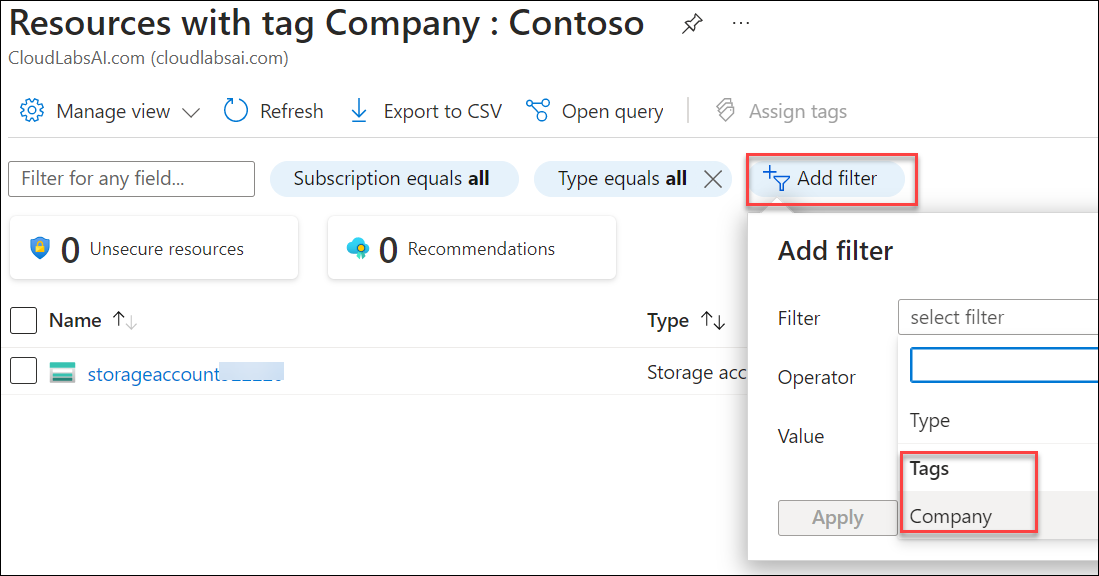 Resources with tag Company : Contoso ...
CloudLabsAI.com (cloudlabsai.com)
Manage view Refresh Export to CSV Open query Assign tags
Filter for any field... Subscription equals all Type equals all Add filter
0 Unsecure resources 0 Recommendations
Add filter
Name Type
Filter select filter
storageaccount Storage acc
Operator
Type
Value
Tags
Company
Apply